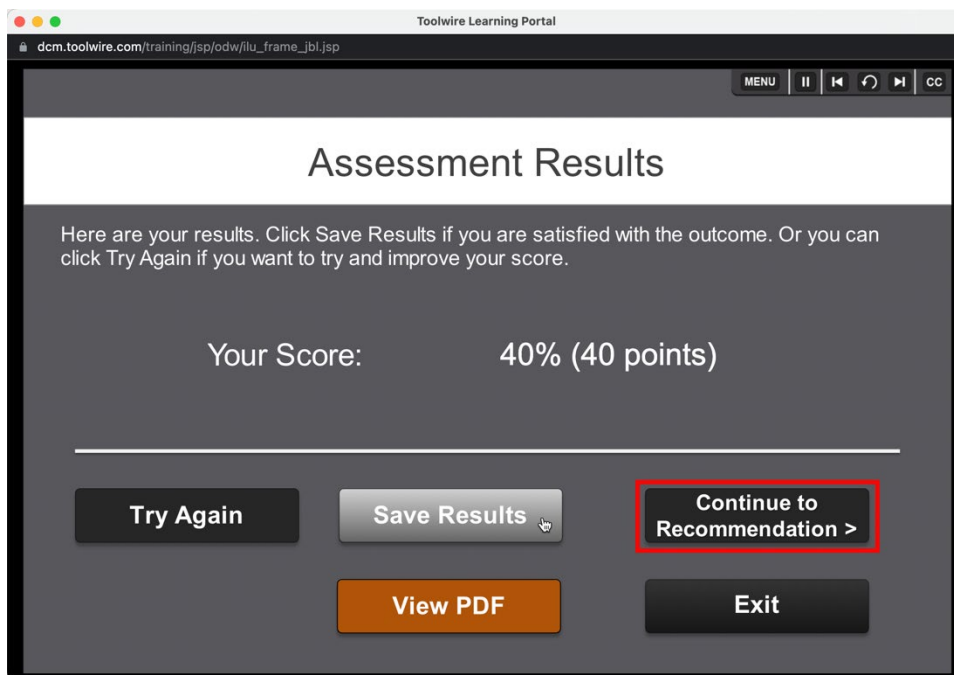 Toolwire Learning Portal
dcm.toolwire.com/training/jsp/odw/ilu_frame_jbl.jsp
MENU CC
Assessment Results
Here are your results. Click Save Results if you are satisfied with the outcome. Or you can
click Try Again if you want to try and improve your score.
Your Score: 40% (40 points)
Try Again
Save Results
Continue to
Recommendation >
View PDF
Exit